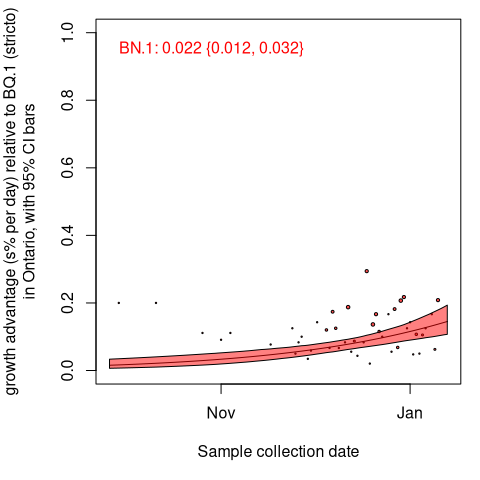 growth advantage (s% per day) relative to BQ.1 (stricto)
in Ontario, with 95% CI bars
1.0
0.8
0.6
0.4
0.2
0.0
BN.1: 0.022 {0.012, 0.032}
Nov
Jan
Sample collection date